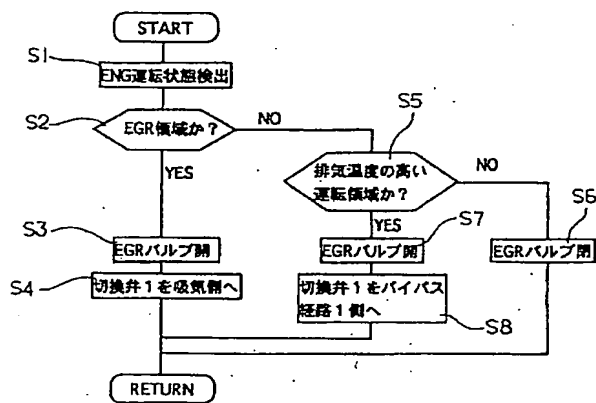 START
S1
ENG運転状態検出
S2
EGR領域か?
NO
YES
S5
排気温度の高い
運転領域か?
NO
YES
S3
EGRバルブ開
S7
EGRバルブ開
S6
EGRバルブ閉
S4
切換弁1を吸気側へ
切換弁1をバイパス
経路1側へ
S8
RETURN